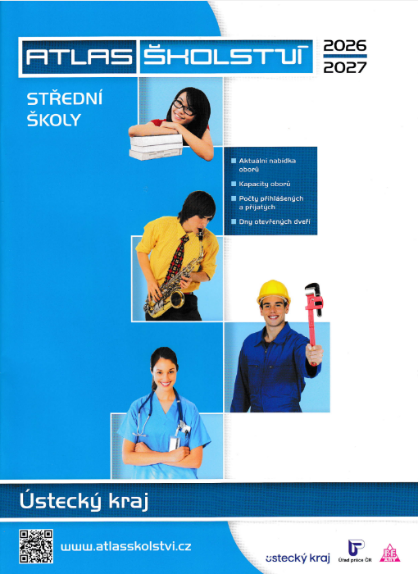 ATLAS ŠKOLSTVÍ 2026
2027
STŘEDNÍ
ŠKOLY
Aktuální nabídka
oborů
Kapacity oborů
Počty přihlášených
a přijatých
Dny otevřených dveří
Ústecký kraj
www.atlasskolstvi.cz
ústecký kraj
Úřad práce ČR